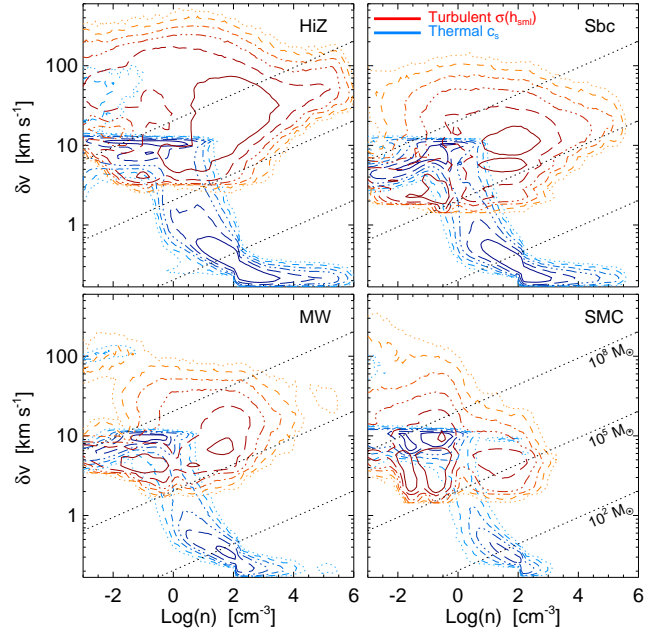 HiZ
Turbulent σ(h_sml)
Thermal c_s
Sbc
100
10
1
δv [km s⁻¹]
MW
SMC
100
10
1
δv [km s⁻¹]
10⁸ M☉
10⁵ M☉
10² M☉
-2 0 2 4 6
-2 0 2 4 6
Log(n) [cm⁻³]
Log(n) [cm⁻³]